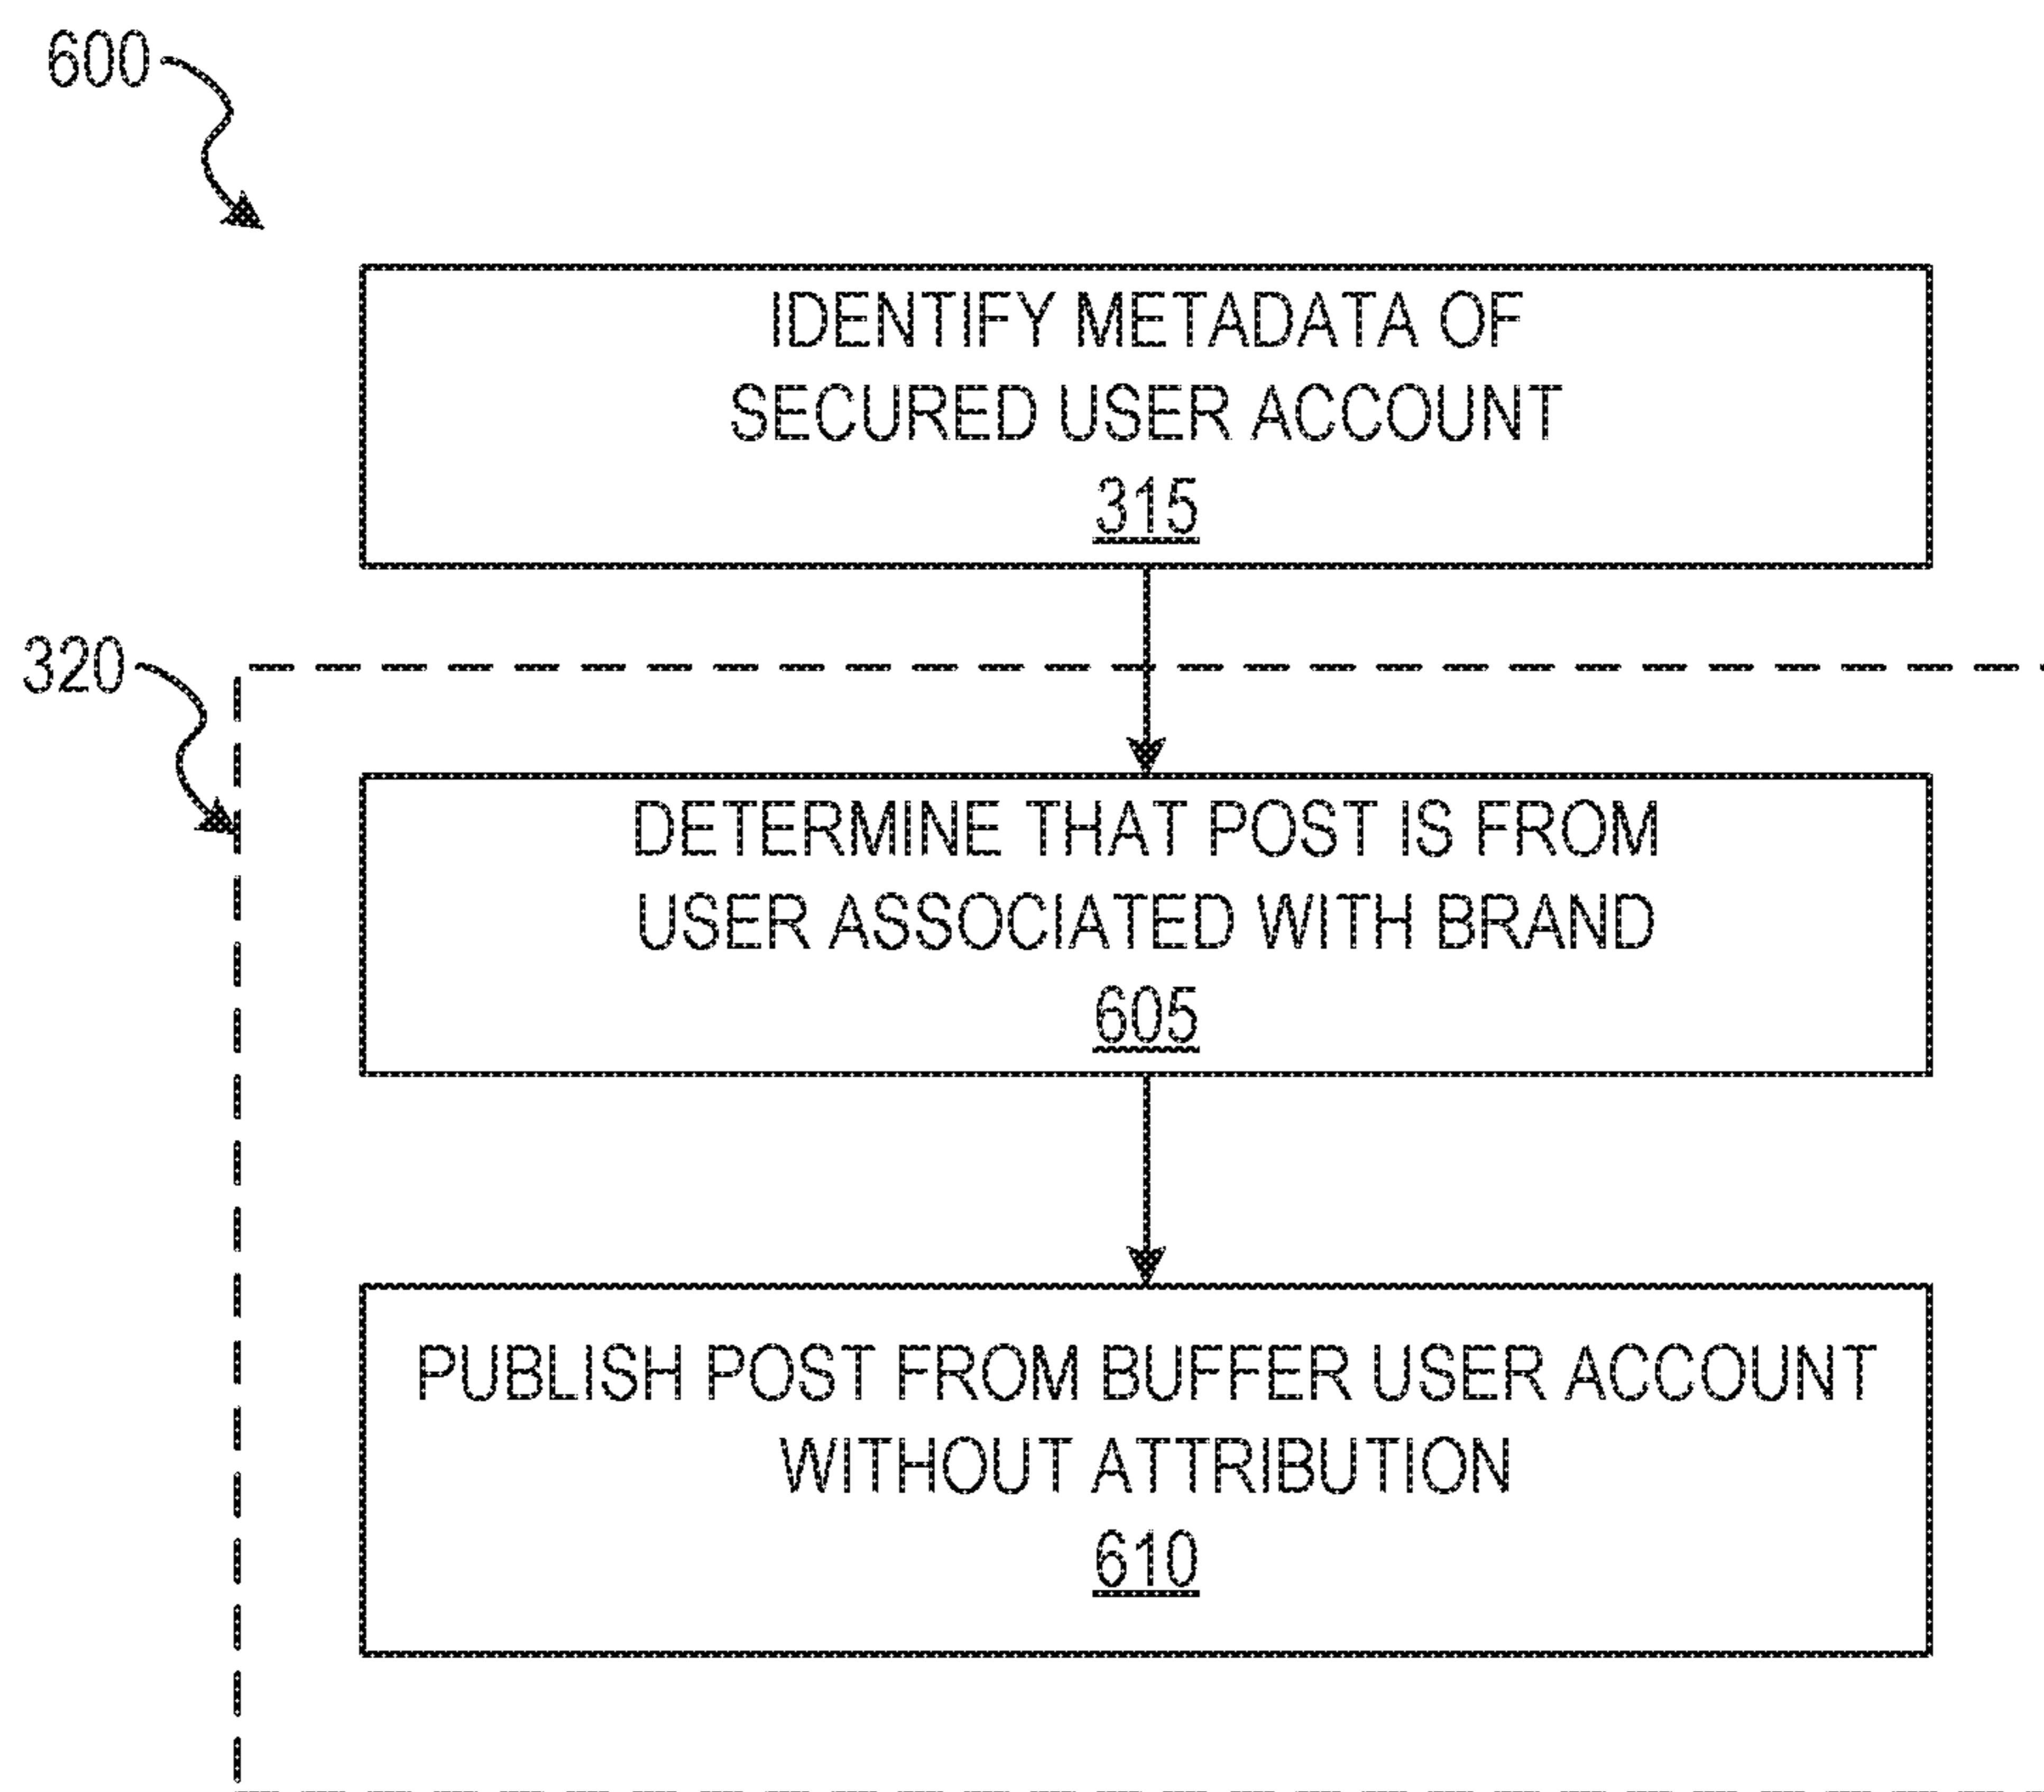 600
IDENTIFY METADATA OF
SECURED USER ACCOUNT
315
320
DETERMINE THAT POST IS FROM
USER ASSOCIATED WITH BRAND
605
PUBLISH POST FROM BUFFER USER ACCOUNT
WITHOUT ATTRIBUTION
610